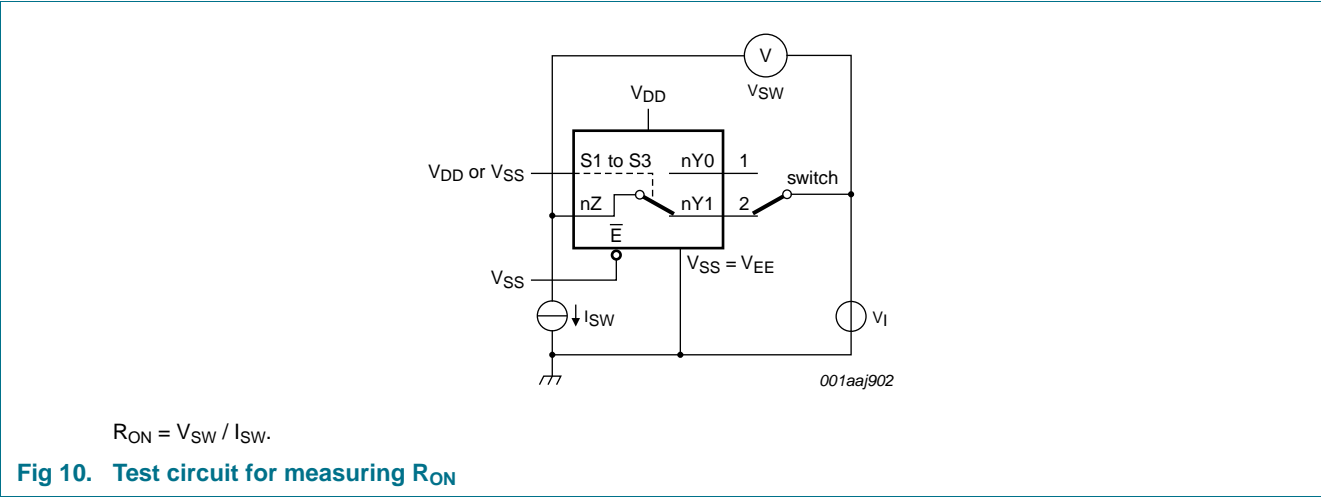 V
VSW
VDD
S1 to S3
nY0
1
VDD or VSS
switch
nZ
nY1
2
E
VSS = VEE
VSS
ISW
VI
001aaj902
RON = VSW / ISW.
Fig 10. Test circuit for measuring RON